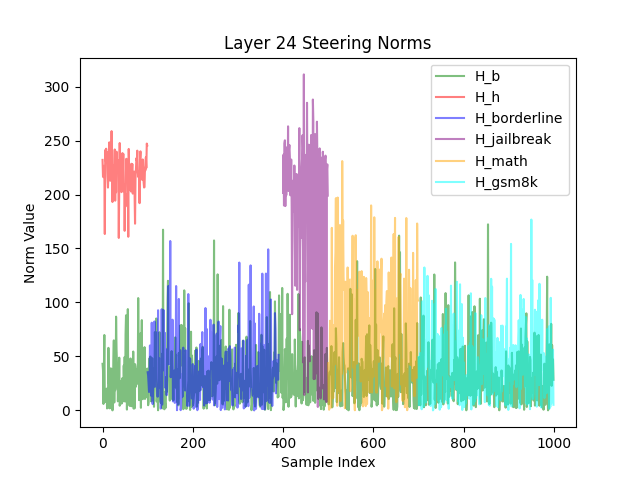 Layer 24 Steering Norms
Norm Value
300
250
200
150
100
50
0
H_b
H_h
H_borderline
H_jailbreak
H_math
H_gsm8k
0
200
400
600
800
1000
Sample Index